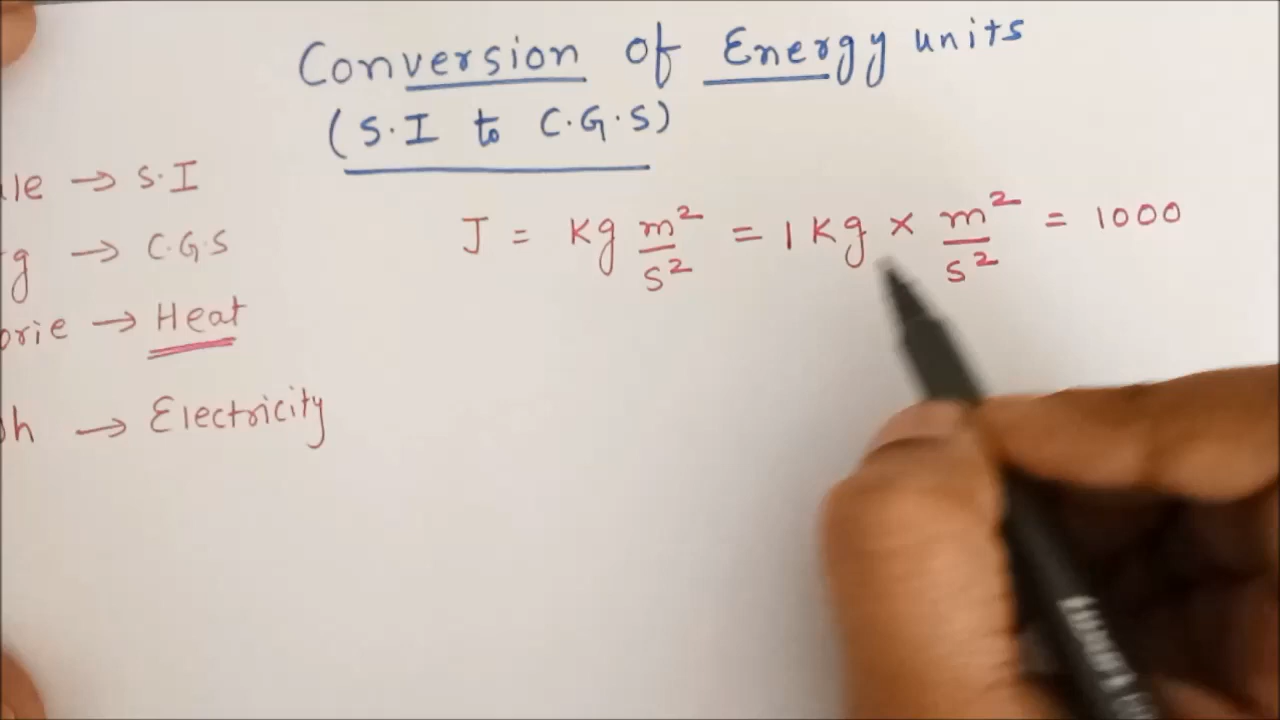 Conversion of Energy units
(S.I to C.G.S)
le → S.I
g → C.G.S
orie → Heat
h → Electricity
J = Kg m²/s² = 1 Kg × m²/s² = 1000